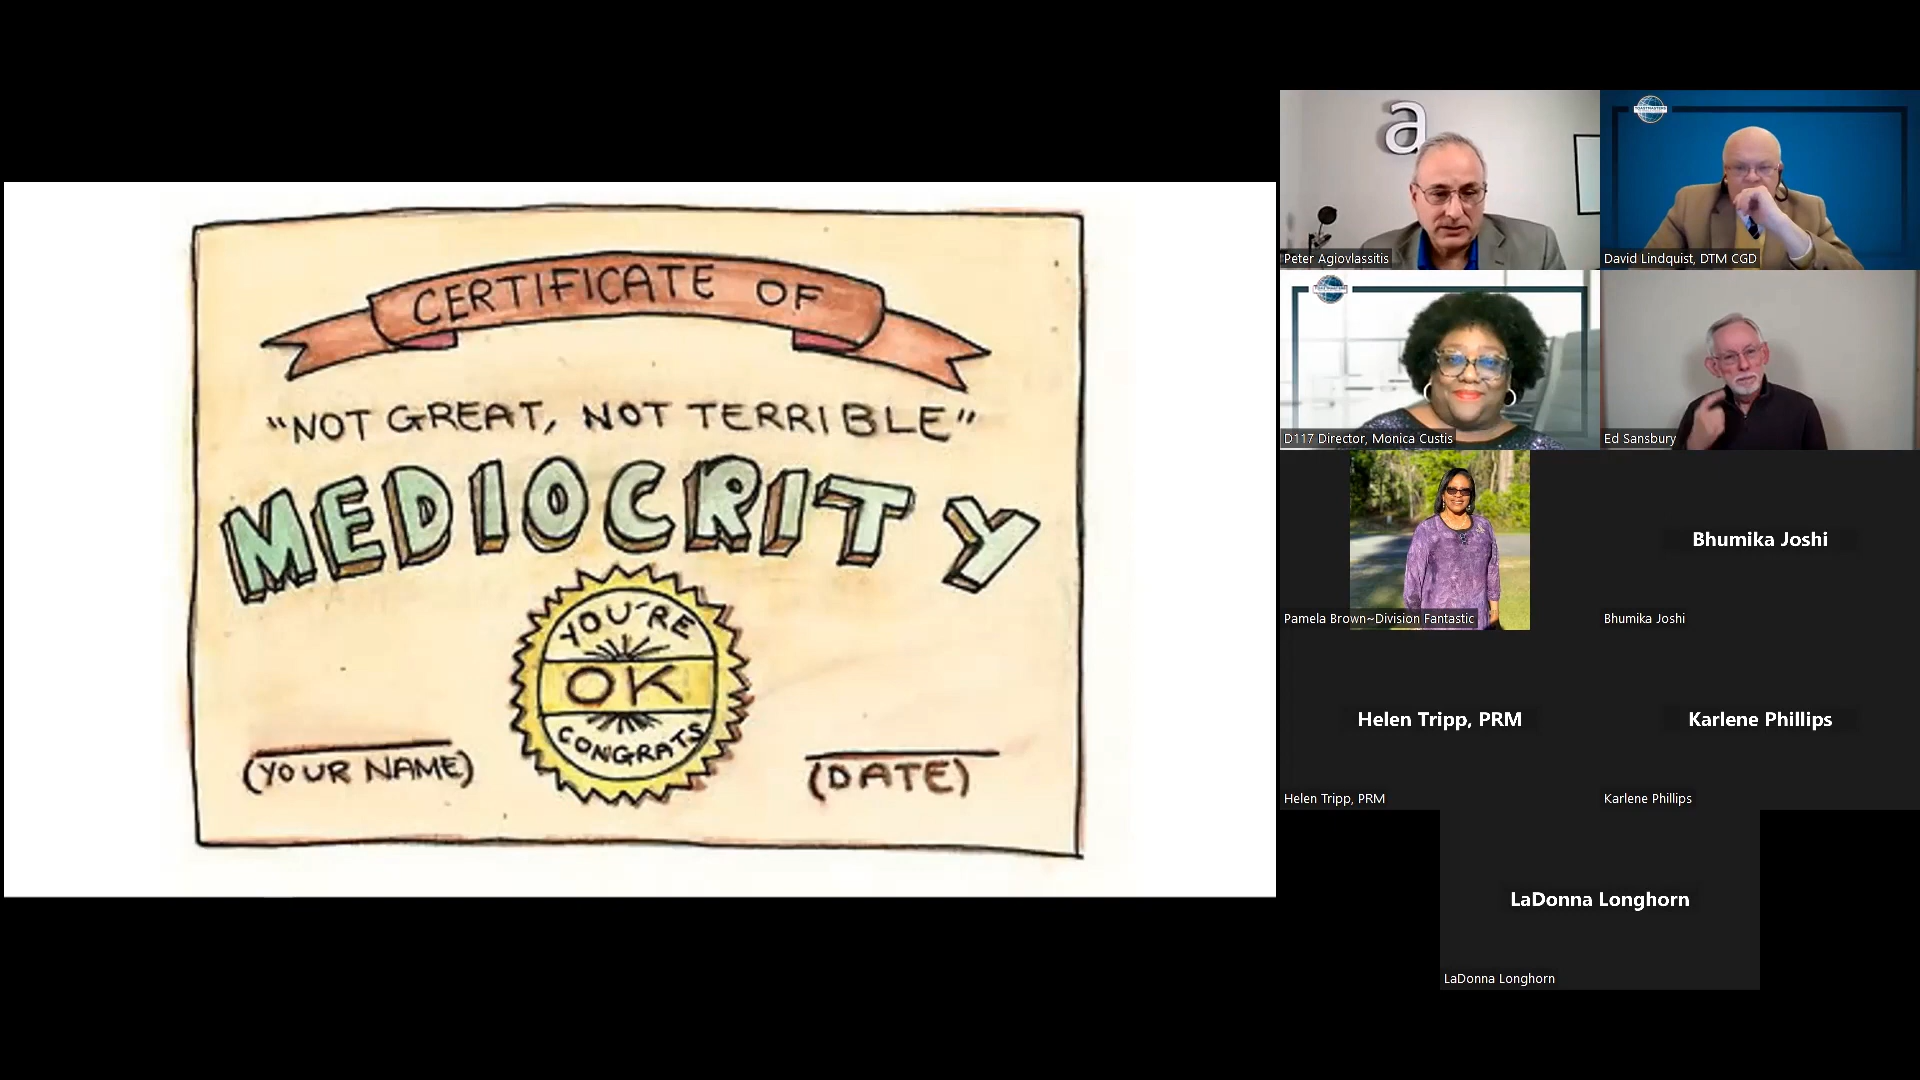 CERTIFICATE OF
"NOT GREAT, NOT TERRIBLE"
MEDIOCRITY
YOU'RE
OK
CONGRATS
(YOUR NAME)
(DATE)
a
Peter Agiovlassitis
TOASTMASTERS
David Lindquist, DTM CGD
TOASTMASTERS
D117 Director, Monica Custis
Ed Sansbury
Pamela Brown~Division Fantastic
Bhumika Joshi
Bhumika Joshi
Helen Tripp, PRM
Helen Tripp, PRM
Karlene Phillips
Karlene Phillips
LaDonna Longhorn
LaDonna Longhorn